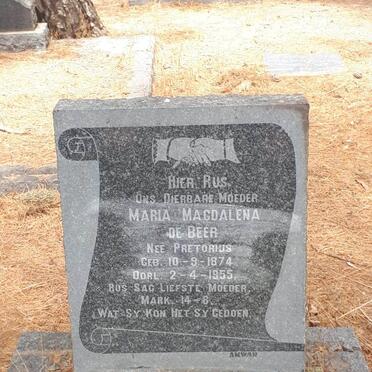 HIER RUS
ONS DIERBARE MOEDER
MARIA MAGDALENA
DE BEER
NEE PRETORIUS
GEB. 10-9-1874
OORL. 2-4-1955.
RUS SAG LIEFSTE MOEDER,
MARK. 14-8.
WAT SY KON HET SY GEDOEN.
ANWAR